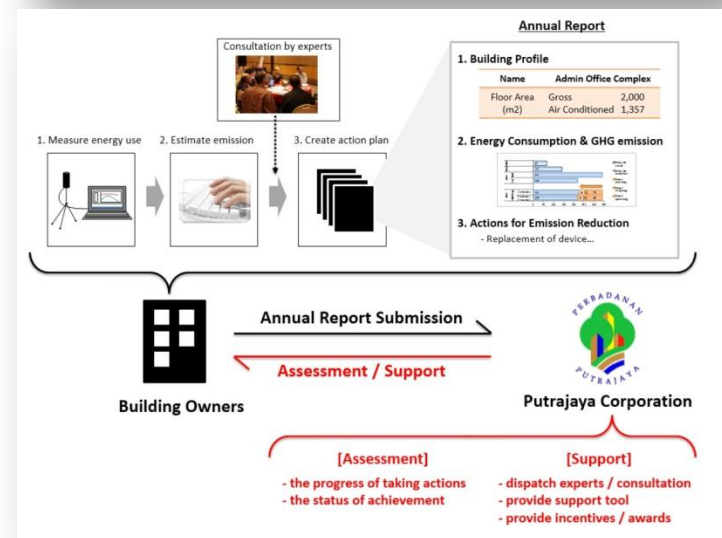 Annual Report
Consultation by experts
1. Building Profile
Name Admin Office Complex
Floor Area Gross 2,000
(m2) Air Conditioned 1,357
1. Measure energy use
2. Estimate emission
3. Create action plan
2. Energy Consumption & GHG emission
3. Actions for Emission Reduction
- Replacement of device...
Annual Report Submission
Assessment / Support
Building Owners
PERBADANAN
PUTRAJAYA
Putrajaya Corporation
[Assessment]
- the progress of taking actions
- the status of achievement
[Support]
- dispatch experts / consultation
- provide support tool
- provide incentives / awards